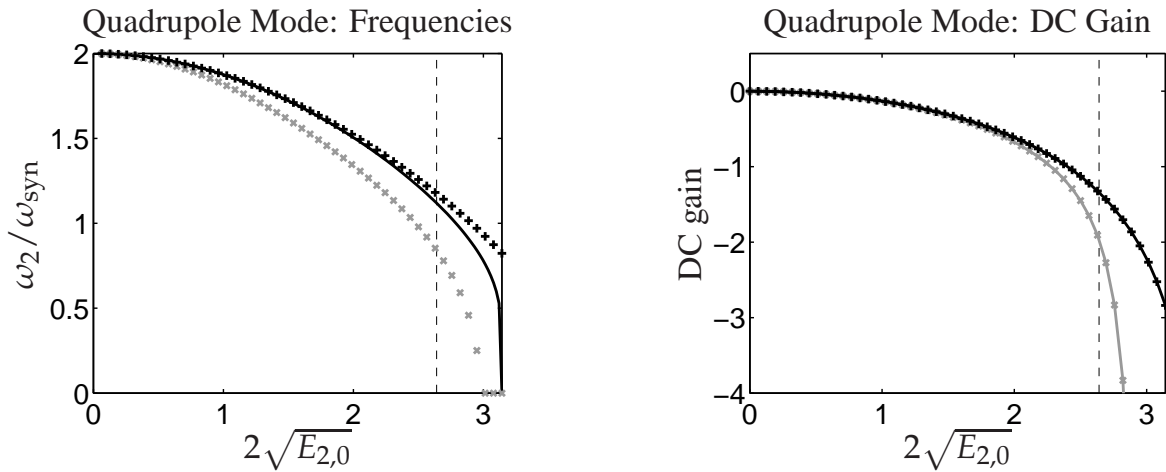 Quadrupole Mode: Frequencies
2
1.5
1
0.5
0
ω₂/ω_syn
0 1 2 3
2√E₂,₀
Quadrupole Mode: DC Gain
0
−1
−2
−3
−4
DC gain
0 1 2 3
2√E₂,₀